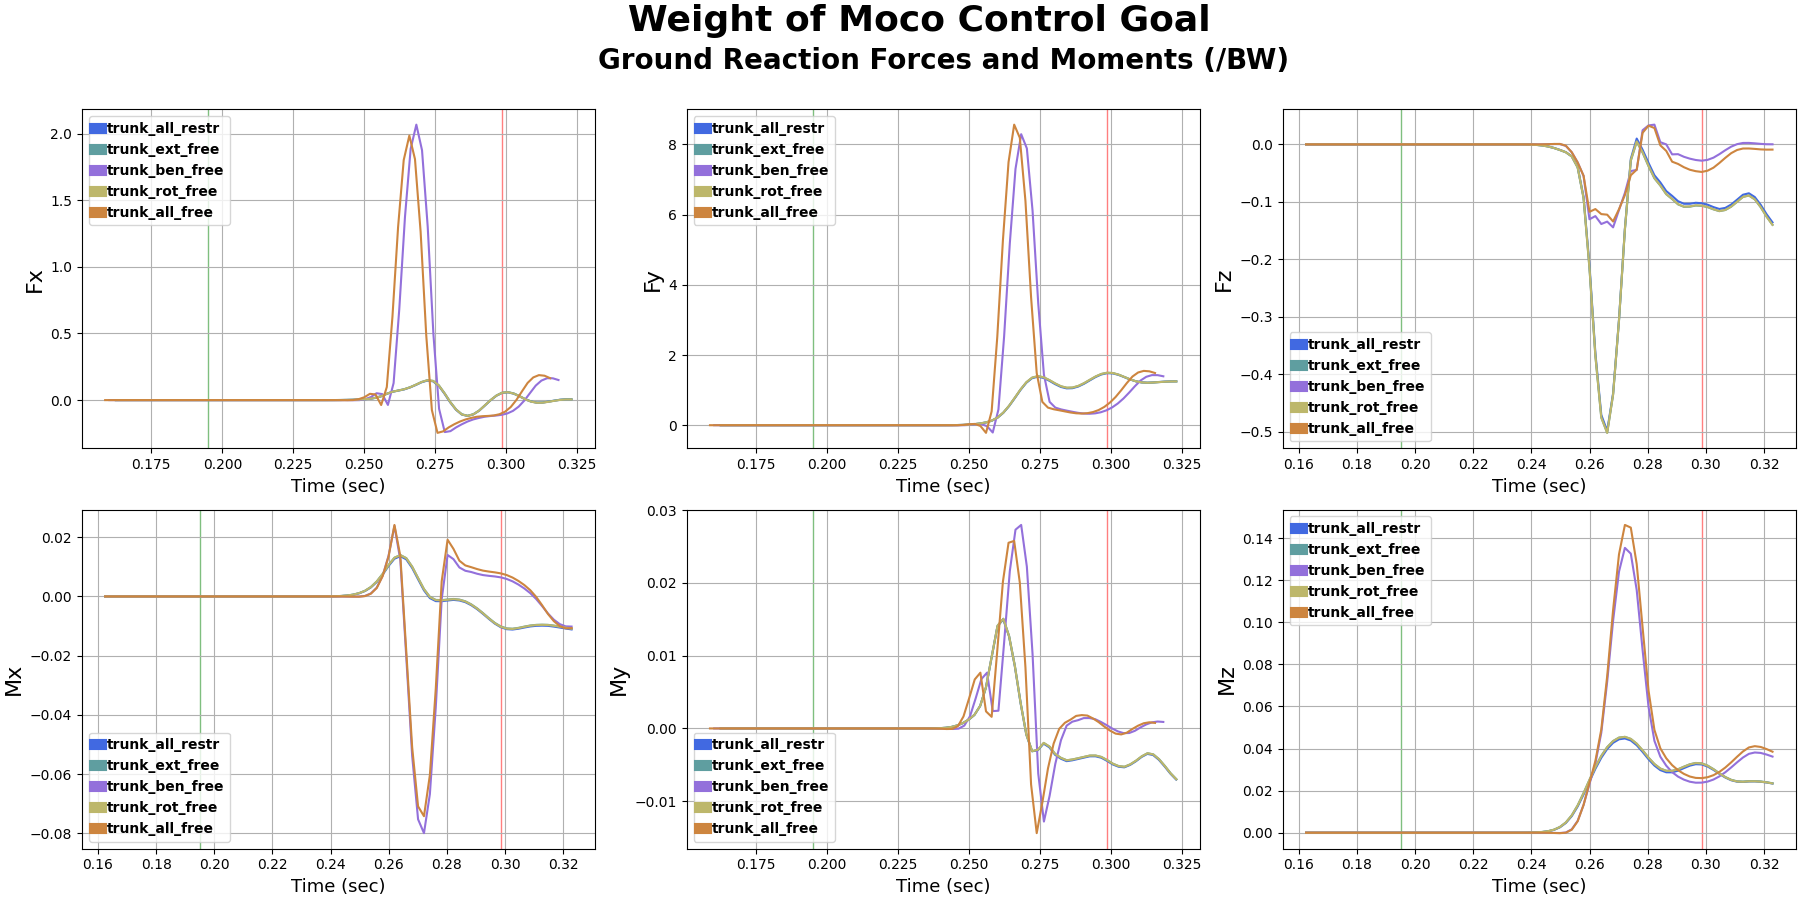 Weight of Moco Control Goal
Ground Reaction Forces and Moments (/BW)
trunk_all_restr
trunk_ext_free
trunk_ben_free
trunk_rot_free
trunk_all_free
2.0
1.5
1.0
0.5
0.0
Fx
0.175 0.200 0.225 0.250 0.275 0.300 0.325
Time (sec)
trunk_all_restr
trunk_ext_free
trunk_ben_free
trunk_rot_free
trunk_all_free
8
6
4
2
0
Fy
0.175 0.200 0.225 0.250 0.275 0.300 0.325
Time (sec)
0.0
−0.1
−0.2
−0.3
−0.4
−0.5
Fz
trunk_all_restr
trunk_ext_free
trunk_ben_free
trunk_rot_free
trunk_all_free
0.16 0.18 0.20 0.22 0.24 0.26 0.28 0.30 0.32
Time (sec)
0.02
0.00
−0.02
−0.04
−0.06
−0.08
Mx
trunk_all_restr
trunk_ext_free
trunk_ben_free
trunk_rot_free
trunk_all_free
0.16 0.18 0.20 0.22 0.24 0.26 0.28 0.30 0.32
Time (sec)
0.03
0.02
0.01
0.00
−0.01
My
trunk_all_restr
trunk_ext_free
trunk_ben_free
trunk_rot_free
trunk_all_free
0.175 0.200 0.225 0.250 0.275 0.300 0.325
Time (sec)
trunk_all_restr
trunk_ext_free
trunk_ben_free
trunk_rot_free
trunk_all_free
0.14
0.12
0.10
0.08
0.06
0.04
0.02
0.00
Mz
0.16 0.18 0.20 0.22 0.24 0.26 0.28 0.30 0.32
Time (sec)